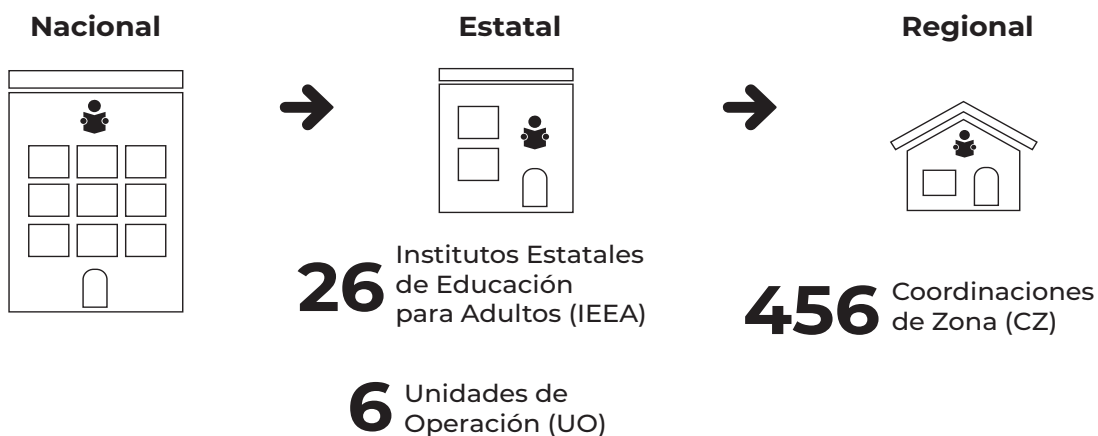 Nacional
Estatal
Regional
26 Institutos Estatales
de Educación
para Adultos (IEEA)
6 Unidades de
Operación (UO)
456 Coordinaciones
de Zona (CZ)